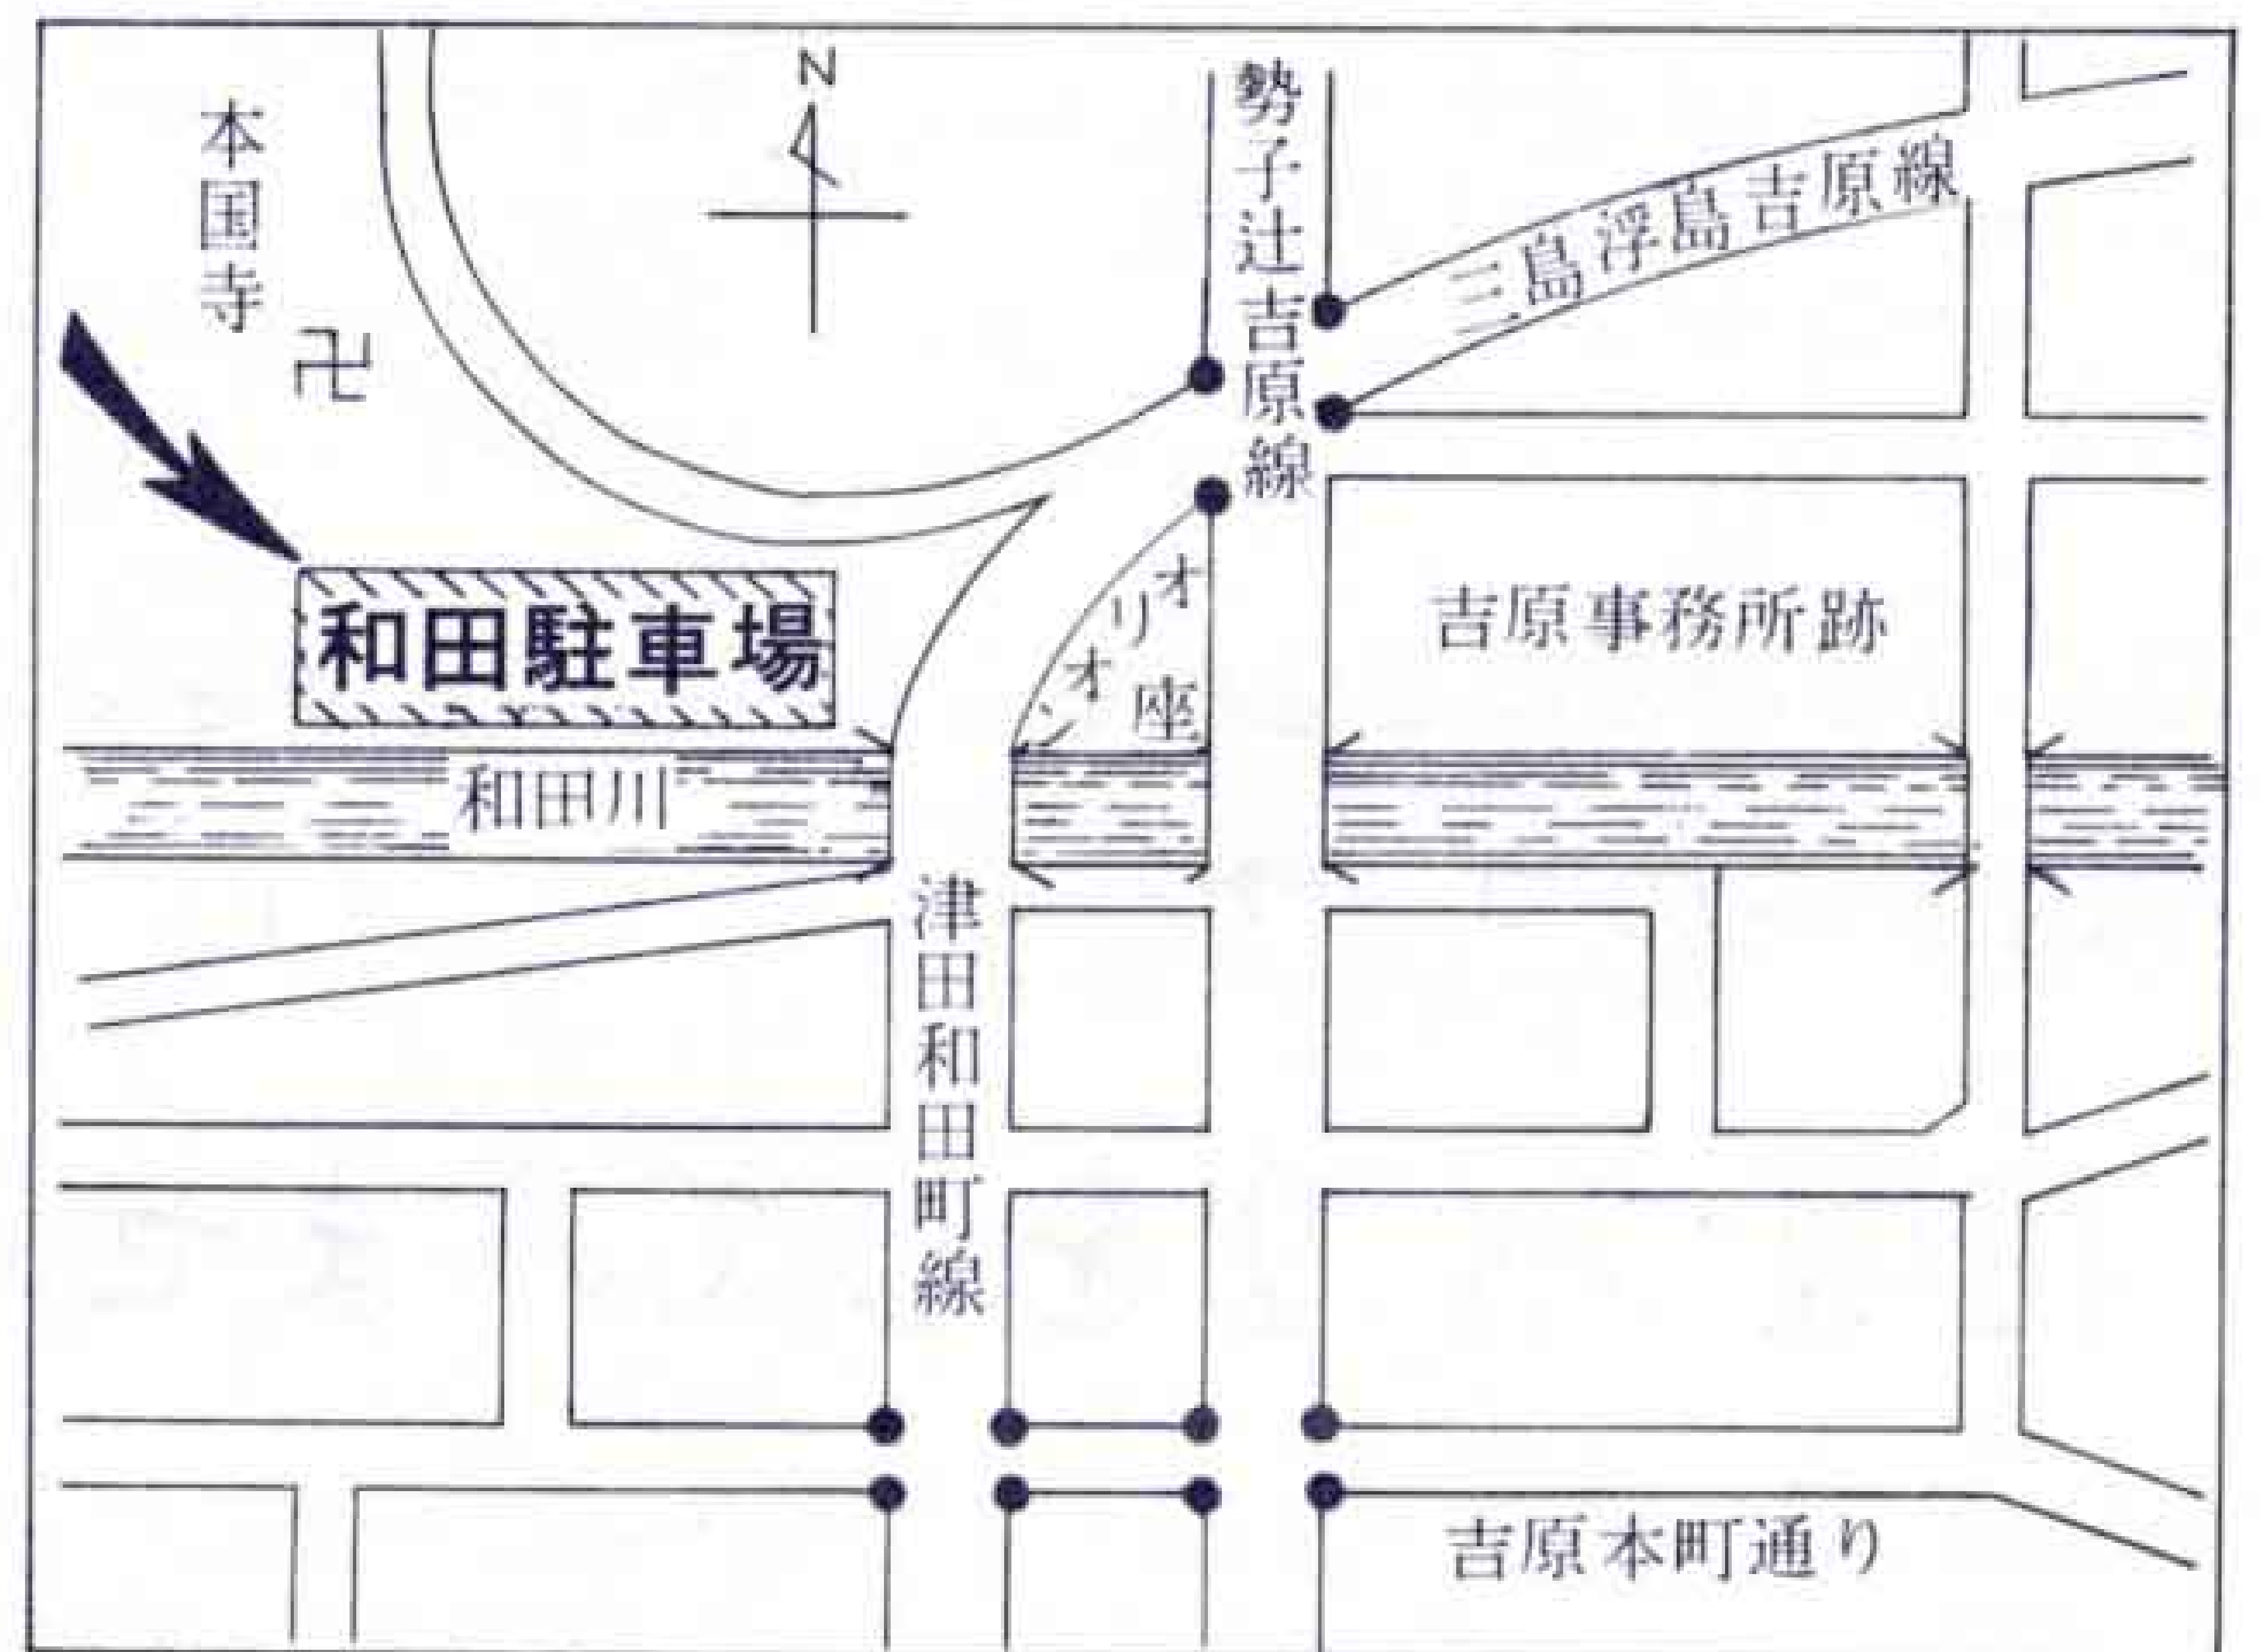 N
本国寺
勢子辻吉原線
三島浮島吉原線
和田駐車場
オリオン座
吉原事務所跡
和田川
津田和田町線
吉原本町通り